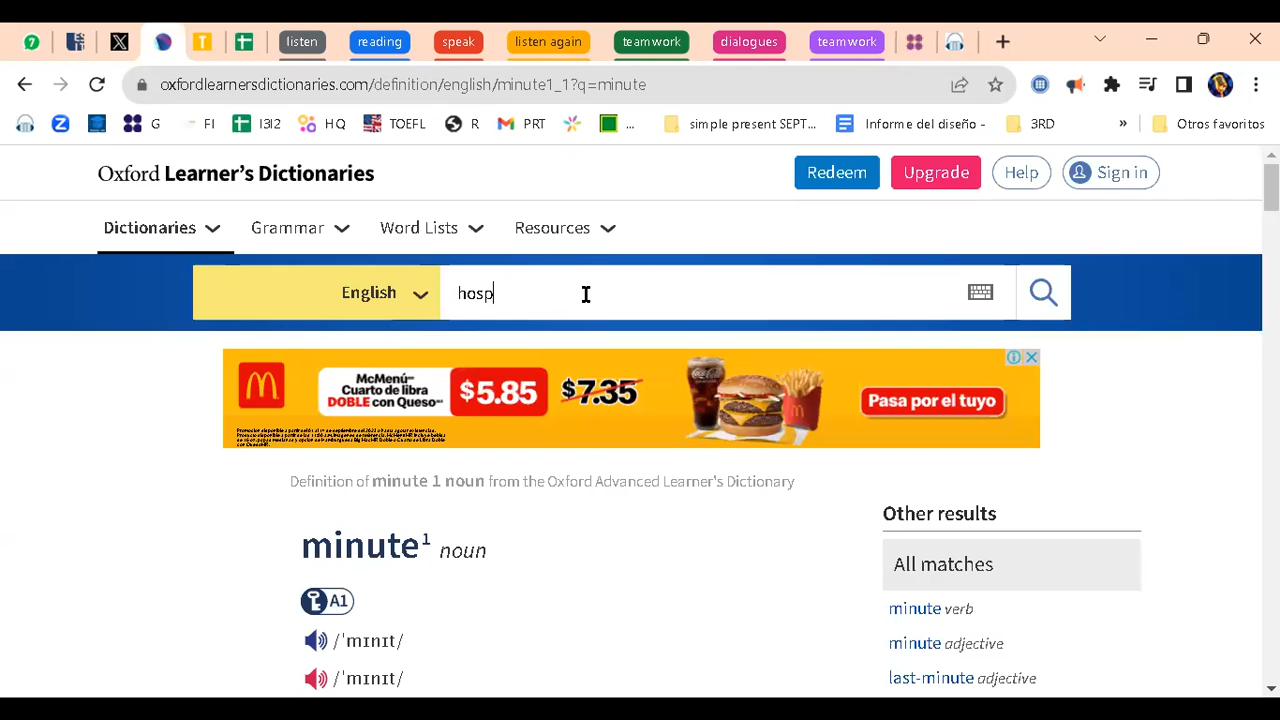 7
T
listen
reading
speak
listen again
teamwork
dialogues
teamwork
oxfordlearnersdictionaries.com/definition/english/minute1_1?q=minute
G
FI
I3I2
HQ
TOEFL
R
PRT
...
simple present SEPT...
Informe del diseño -
3RD
»
Otros favoritos
Oxford Learner's Dictionaries
Redeem
Upgrade
Help
Sign in
Dictionaries
Grammar
Word Lists
Resources
English
hosp
McMenú
Cuarto de libra
DOBLE con Queso
$5.85
$7.35
Pasa por el tuyo
Definition of minute 1 noun from the Oxford Advanced Learner's Dictionary
minute1 noun
A1
/ˈmɪnɪt/
/ˈmɪnɪt/
Other results
All matches
minute verb
minute adjective
last-minute adjective